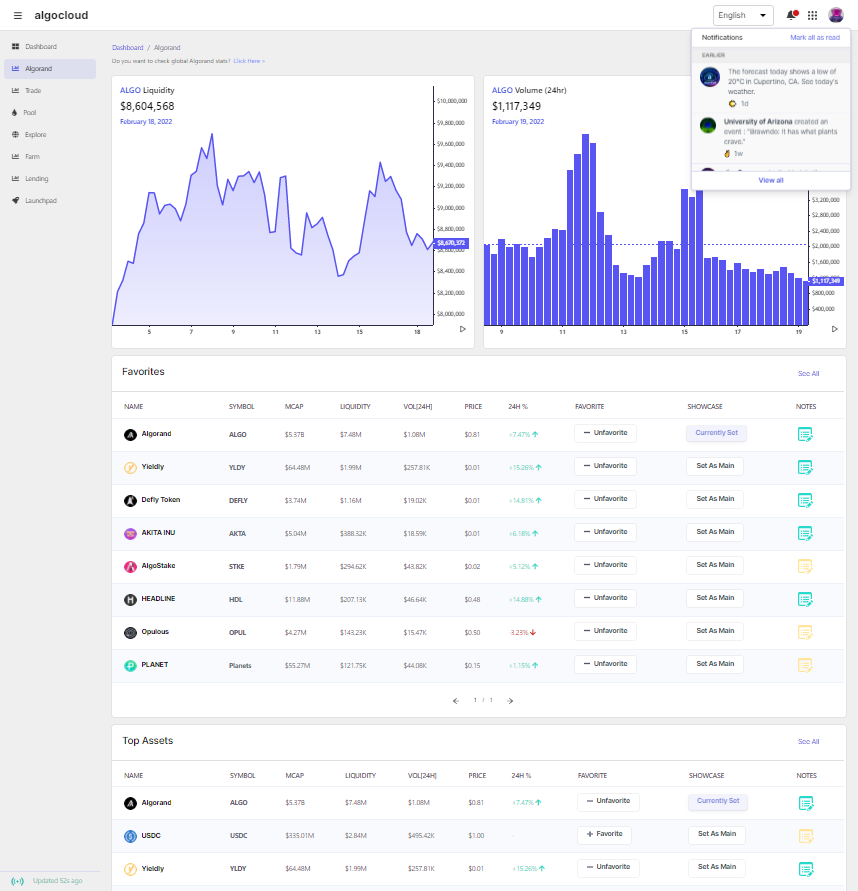 algocloud
English
Dashboard
Algorand
Trade
Pool
Explore
Farm
Lending
Launchpad
Updated 52s ago
Dashboard / Algorand
Do you want to check global Algorand stats? Click Here >
Notifications Mark all as read
EARLIER
The forecast today shows a low of
20°C in Cupertino, CA. See today's
weather.
1d
University of Arizona created an
event : "Brawndo: It has what plants
crave."
1w
View all
ALGO Liquidity
$8,604,568
February 18, 2022
$10,000,000
$9,800,000
$9,600,000
$9,400,000
$9,200,000
$9,000,000
$8,800,000
$8,670,372
$8,600,000
$8,400,000
$8,200,000
$8,000,000
5 7 9 11 13 15 18
ALGO Volume (24hr)
$1,117,349
February 19, 2022
$3,200,000
$2,800,000
$2,400,000
$2,000,000
$1,600,000
$1,117,349
$800,000
$400,000
9 11 13 15 17 19
Favorites See All
NAME SYMBOL MCAP LIQUIDITY VOL[24H] PRICE 24H % FAVORITE SHOWCASE NOTES
Algorand ALGO $5.37B $7.48M $1.08M $0.81 +7.47% Unfavorite Currently Set
Yieldly YLDY $64.48M $1.99M $257.81K $0.01 +15.26% Unfavorite Set As Main
Defly Token DEFLY $3.74M $1.16M $19.02K $0.01 +14.81% Unfavorite Set As Main
AKITA INU AKTA $5.04M $388.32K $18.59K $0.01 +6.18% Unfavorite Set As Main
AlgoStake STKE $1.79M $294.62K $43.82K $0.02 +5.12% Unfavorite Set As Main
HEADLINE HDL $11.88M $207.13K $46.64K $0.48 +14.88% Unfavorite Set As Main
Opulous OPUL $4.27M $143.23K $15.47K $0.50 3.23% Unfavorite Set As Main
PLANET Planets $55.27M $121.75K $44.08K $0.15 +1.15% Unfavorite Set As Main
1 / 1
Top Assets See All
NAME SYMBOL MCAP LIQUIDITY VOL[24H] PRICE 24H % FAVORITE SHOWCASE NOTES
Algorand ALGO $5.37B $7.48M $1.08M $0.81 +7.47% Unfavorite Currently Set
USDC USDC $335.01M $2.84M $495.42K $1.00 - Favorite Set As Main
Yieldly YLDY $64.48M $1.99M $257.81K $0.01 +15.26% Unfavorite Set As Main